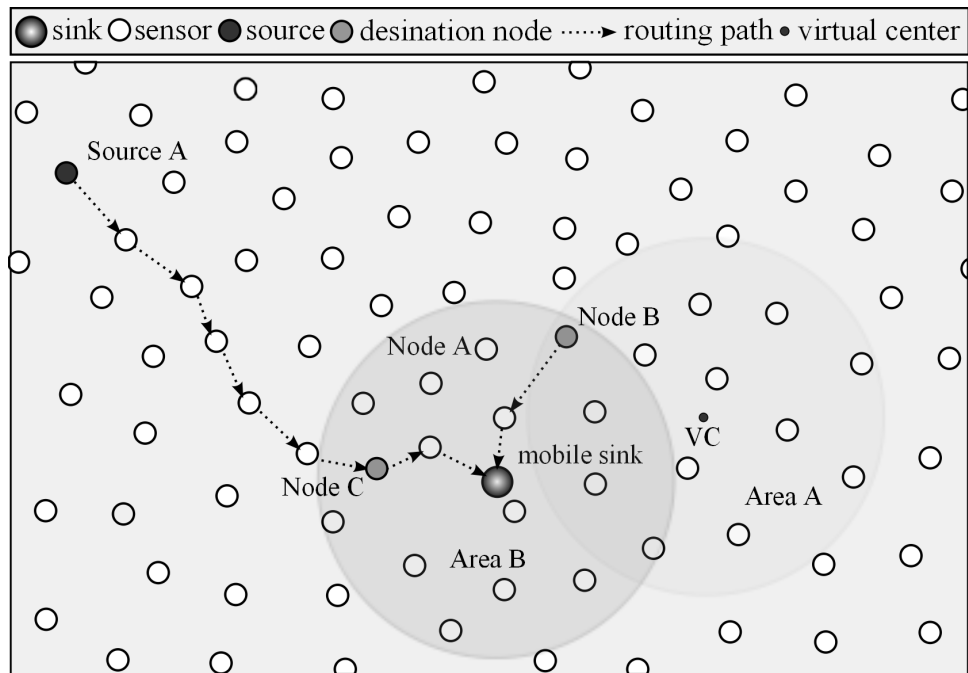 sink sensor source desination node routing path virtual center
Source A
Node B
Node A
VC
mobile sink
Node C
Area A
Area B